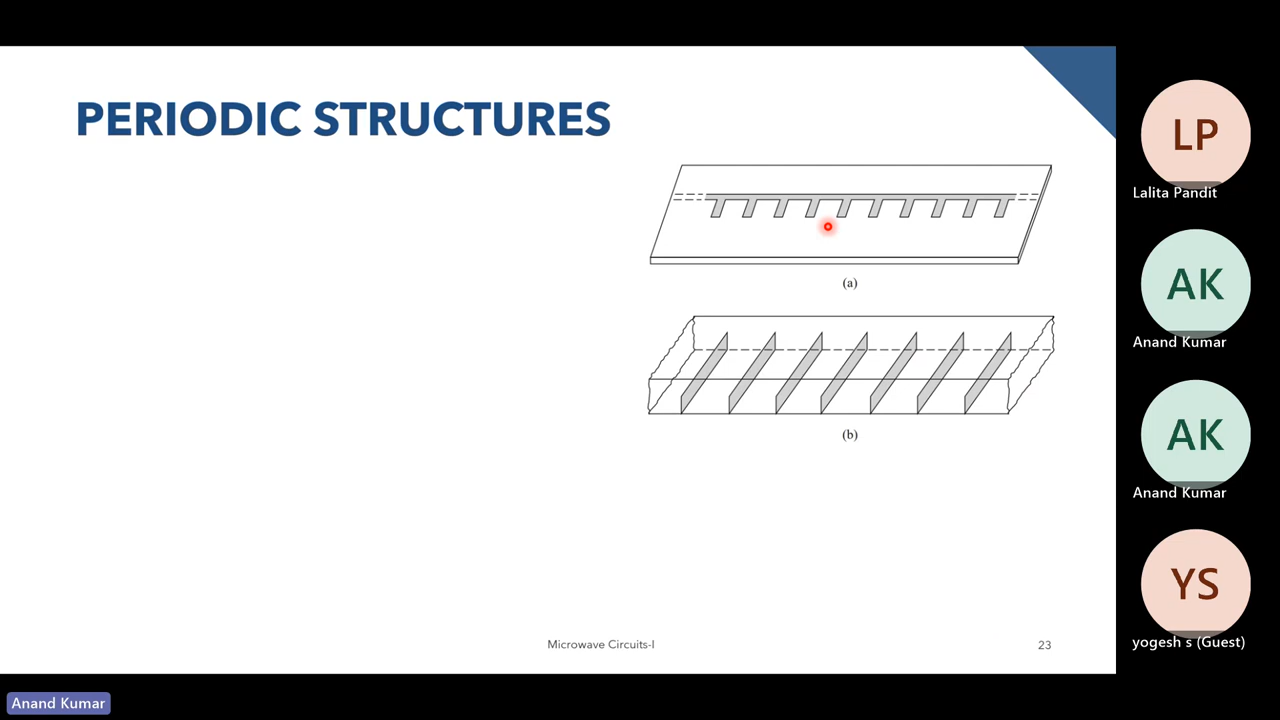 PERIODIC STRUCTURES
(a)
(b)
Microwave Circuits-I
23
LP
Lalita Pandit
AK
Anand Kumar
AK
Anand Kumar
YS
yogesh s (Guest)
Anand Kumar